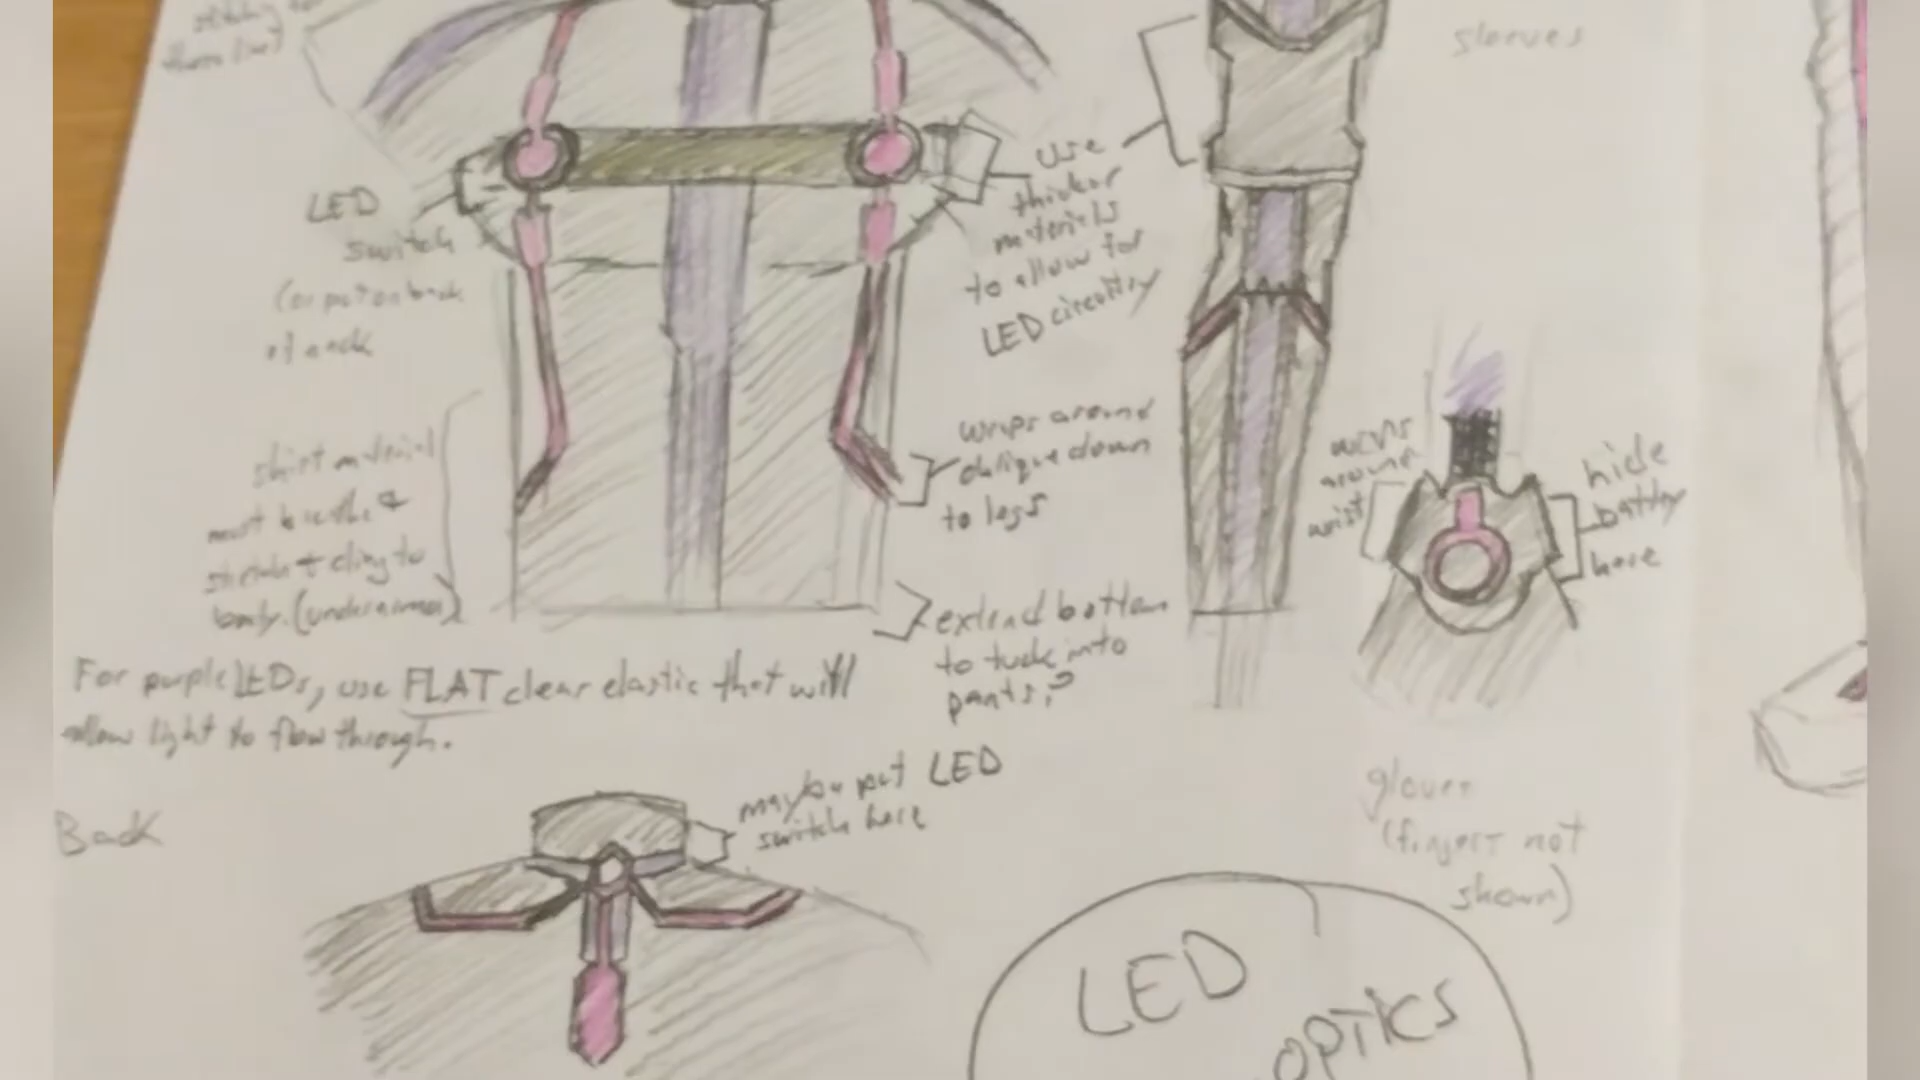 stitching
sleeves
LED
switch
(or put on back
of neck
use
thicker
materials
to allow for
LED circuitry
shirt material
must breathe &
stretch & cling to
body. (underarmor)
wraps around
oblique down
to legs
wraps
around
wrist
hide
battery
here
extend bottom
to tuck into
pants?
For purple LEDs, use FLAT clear elastic that will
allow light to flow through.
Back
maybe put LED
switch here
gloves
(fingers not
shown)
LED
OPTICS